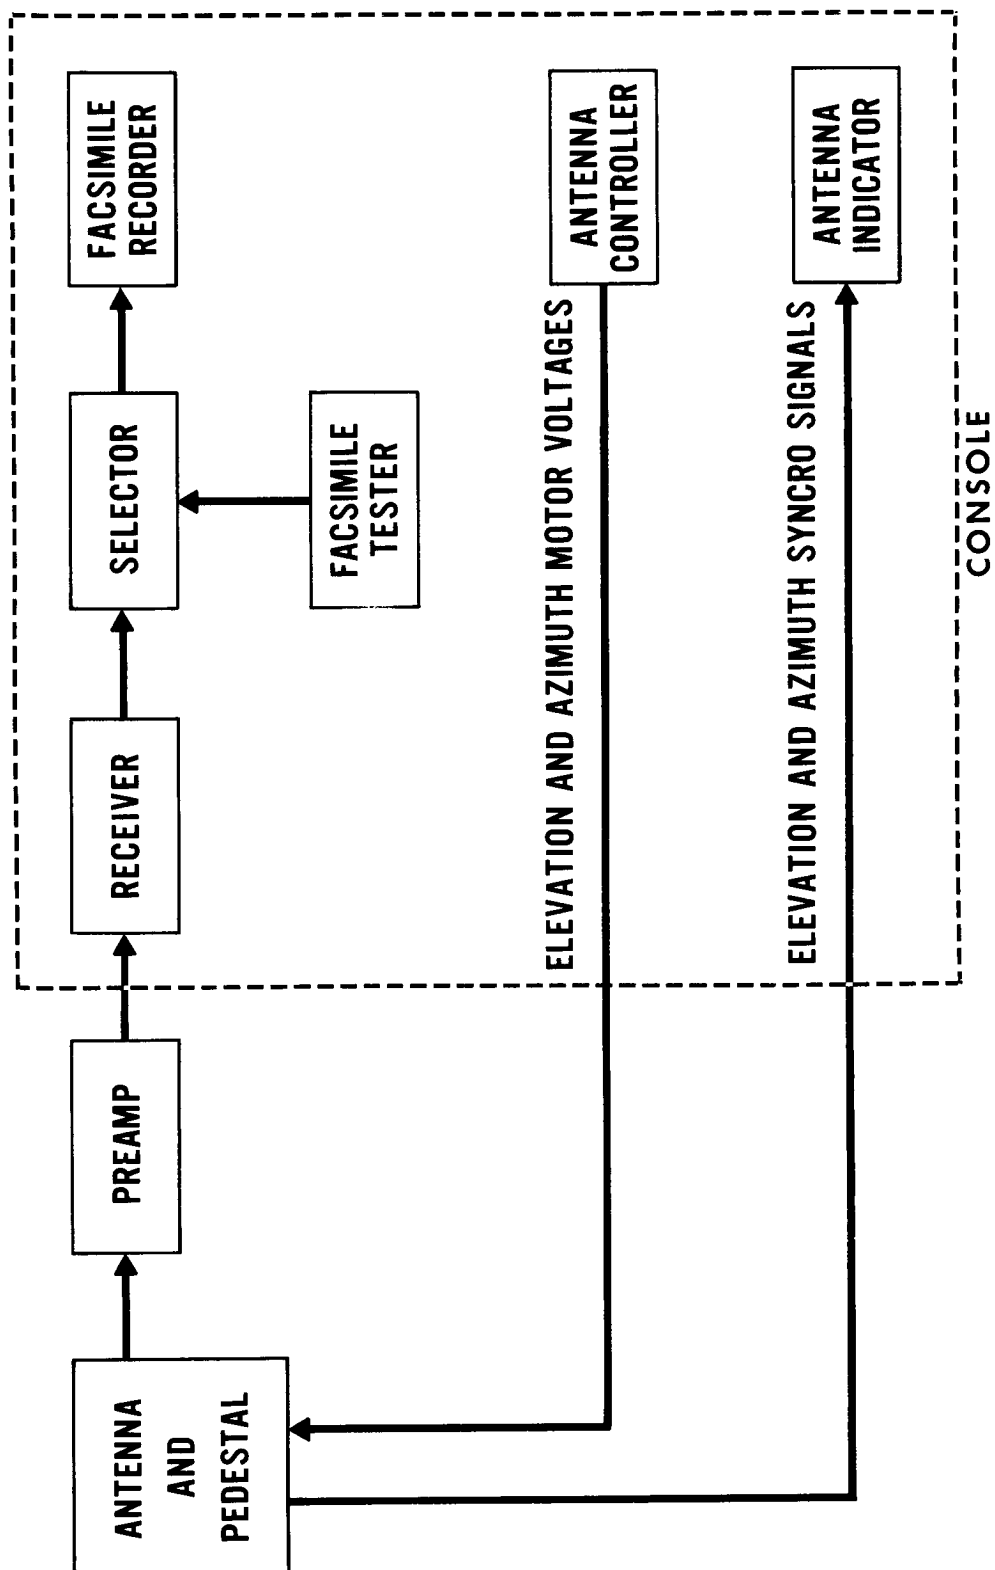 ANTENNA
AND
PEDESTAL
PREAMP
RECEIVER
SELECTOR
FACSIMILE
RECORDER
FACSIMILE
TESTER
ELEVATION AND AZIMUTH MOTOR VOLTAGES
ANTENNA
CONTROLLER
ELEVATION AND AZIMUTH SYNCRO SIGNALS
ANTENNA
INDICATOR
CONSOLE